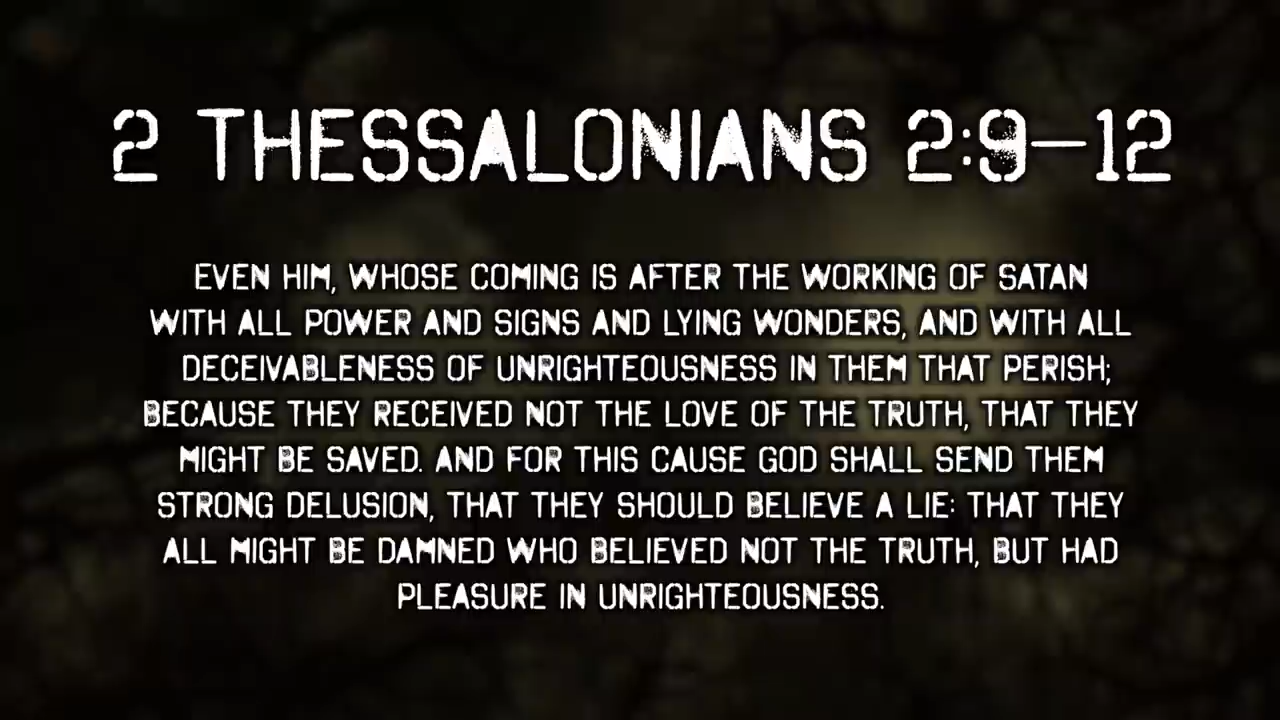 2 THESSALONIANS 2:9–12
EVEN HIM, WHOSE COMING IS AFTER THE WORKING OF SATAN
WITH ALL POWER AND SIGNS AND LYING WONDERS, AND WITH ALL
DECEIVABLENESS OF UNRIGHTEOUSNESS IN THEM THAT PERISH;
BECAUSE THEY RECEIVED NOT THE LOVE OF THE TRUTH, THAT THEY
MIGHT BE SAVED. AND FOR THIS CAUSE GOD SHALL SEND THEM
STRONG DELUSION, THAT THEY SHOULD BELIEVE A LIE: THAT THEY
ALL MIGHT BE DAMNED WHO BELIEVED NOT THE TRUTH, BUT HAD
PLEASURE IN UNRIGHTEOUSNESS.